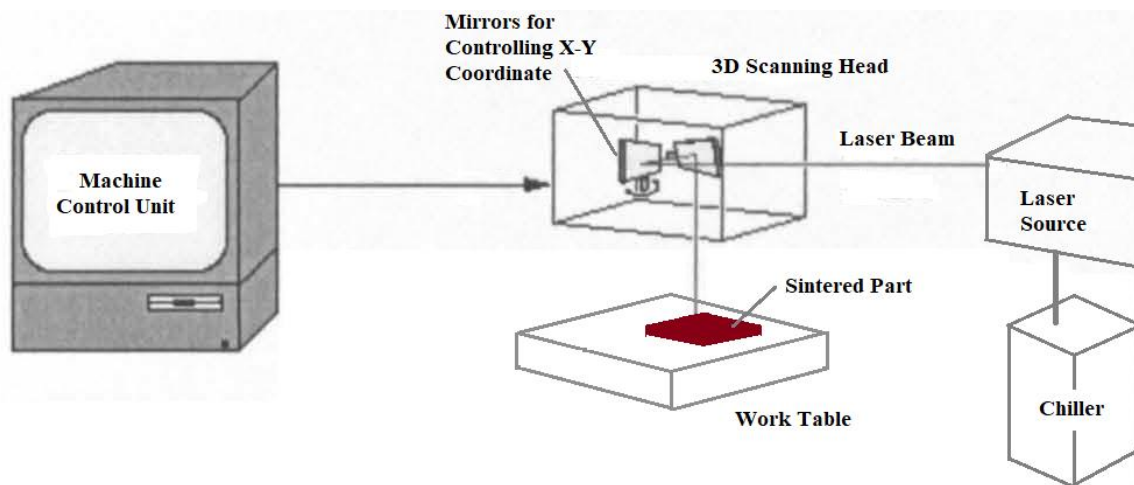 Mirrors for
Controlling X-Y
Coordinate
3D Scanning Head
Laser Beam
Machine
Control Unit
Laser
Source
Sintered Part
Work Table
Chiller